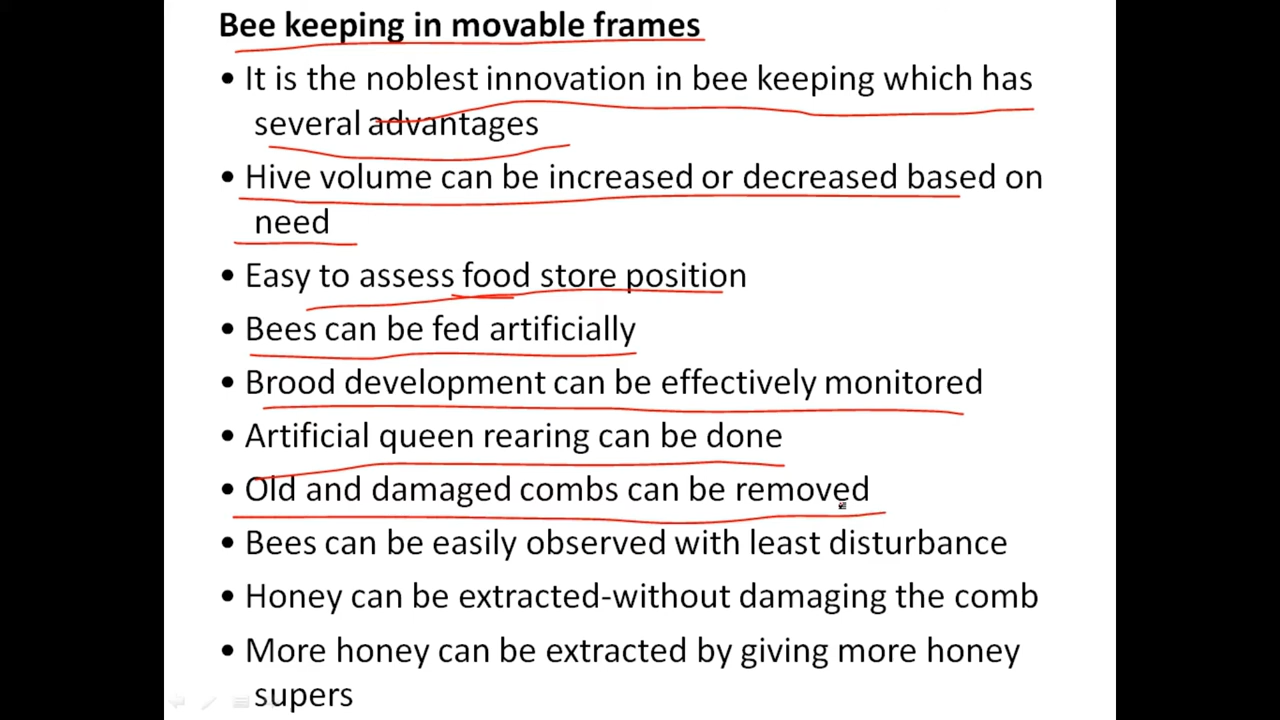 Bee keeping in movable frames
• It is the noblest innovation in bee keeping which has
several advantages
• Hive volume can be increased or decreased based on
need
• Easy to assess food store position
• Bees can be fed artificially
• Brood development can be effectively monitored
• Artificial queen rearing can be done
• Old and damaged combs can be removed
• Bees can be easily observed with least disturbance
• Honey can be extracted-without damaging the comb
• More honey can be extracted by giving more honey
supers